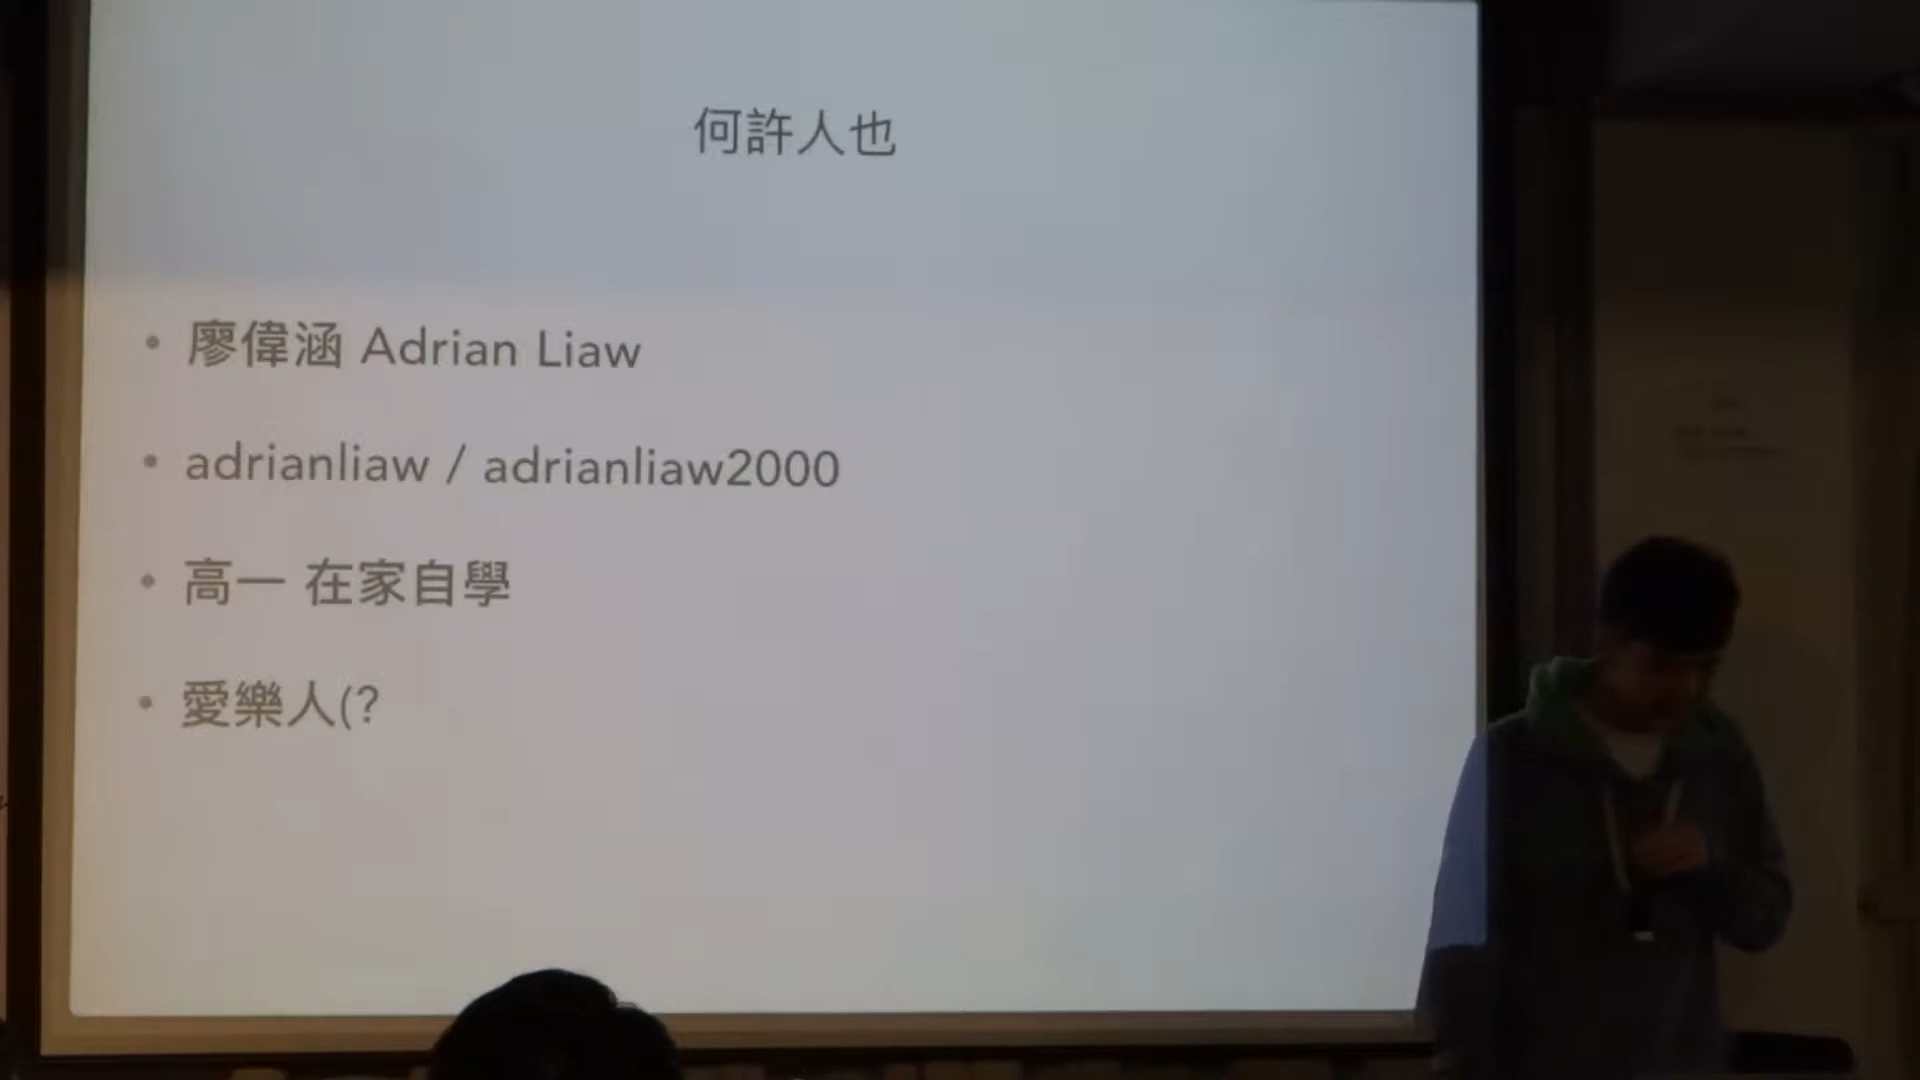 何許人也
• 廖偉涵 Adrian Liaw
• adrianliaw / adrianliaw2000
• 高一 在家自學
• 愛樂人(?